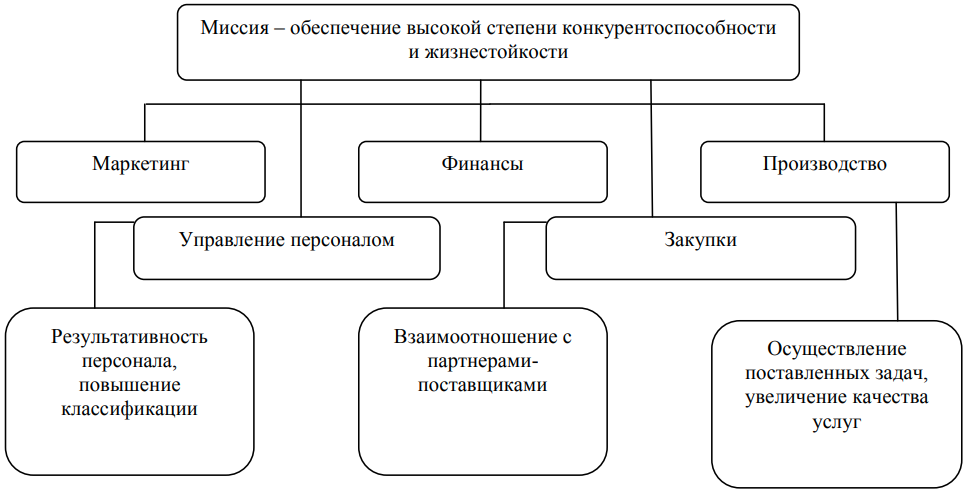 Миссия – обеспечение высокой степени конкурентоспособности
и жизнестойкости
Маркетинг
Финансы
Производство
Управление персоналом
Закупки
Результативность
персонала,
повышение
классификации
Взаимоотношение с
партнерами-
поставщиками
Осуществление
поставленных задач,
увеличение качества
услуг